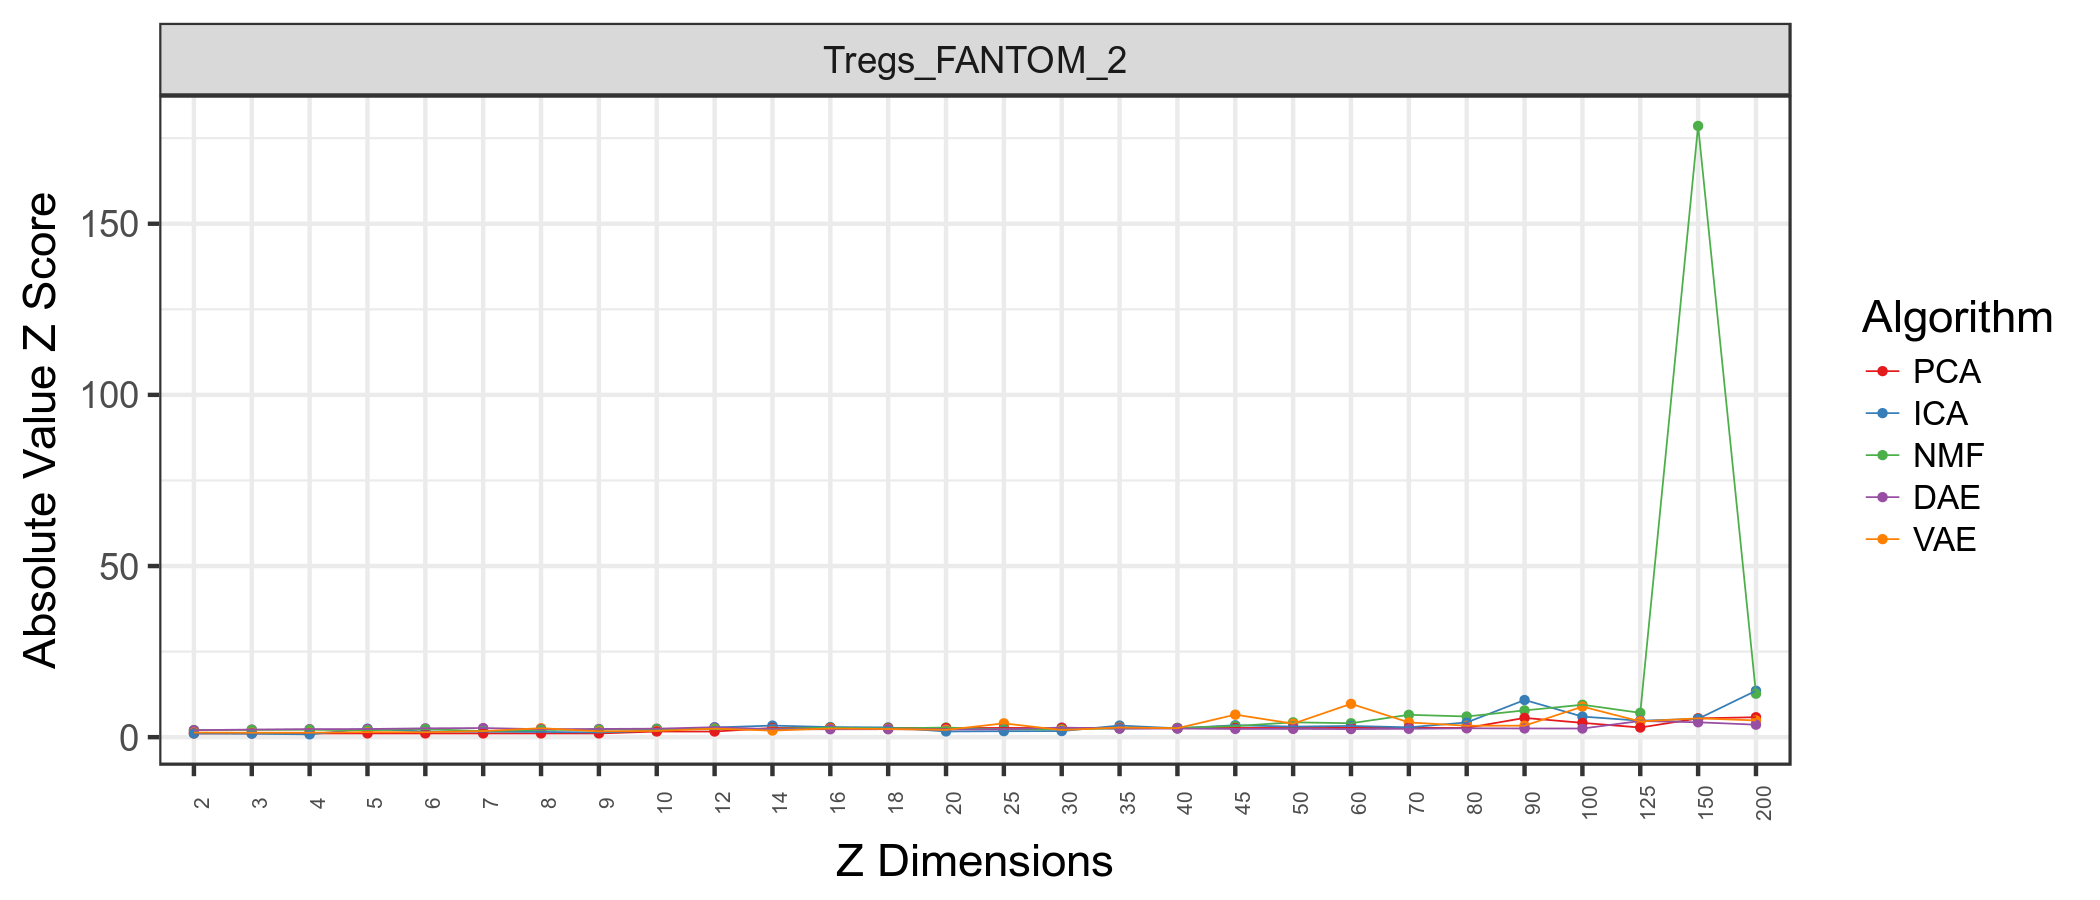 Tregs_FANTOM_2
Absolute Value Z Score
150
100
50
0
2 3 4 5 6 7 8 9 10 12 14 16 18 20 25 30 35 40 45 50 60 70 80 90 100 125 150 200
Z Dimensions
Algorithm
PCA
ICA
NMF
DAE
VAE